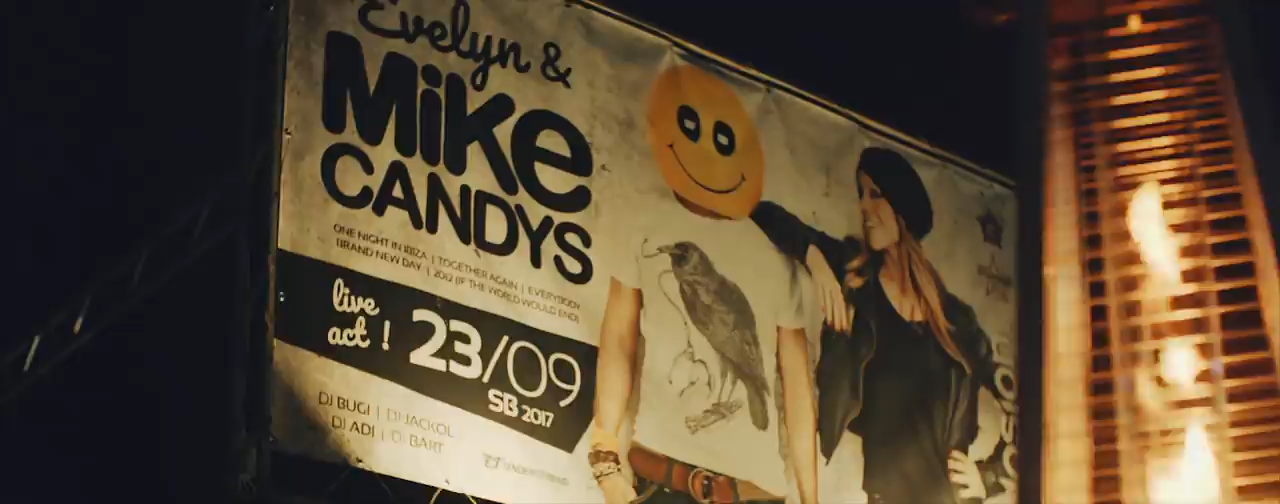 Evelyn &
Mike
CANDYS
ONE NIGHT IN IBIZA | TOGETHER AGAIN | EVERYBODY
BRAND NEW DAY | 2012 (IF THE WORLD WOULD END)
live
act !
23/09
SB 2017
DJ BUGI | DJ JACKOL
DJ ADI | DJ BART